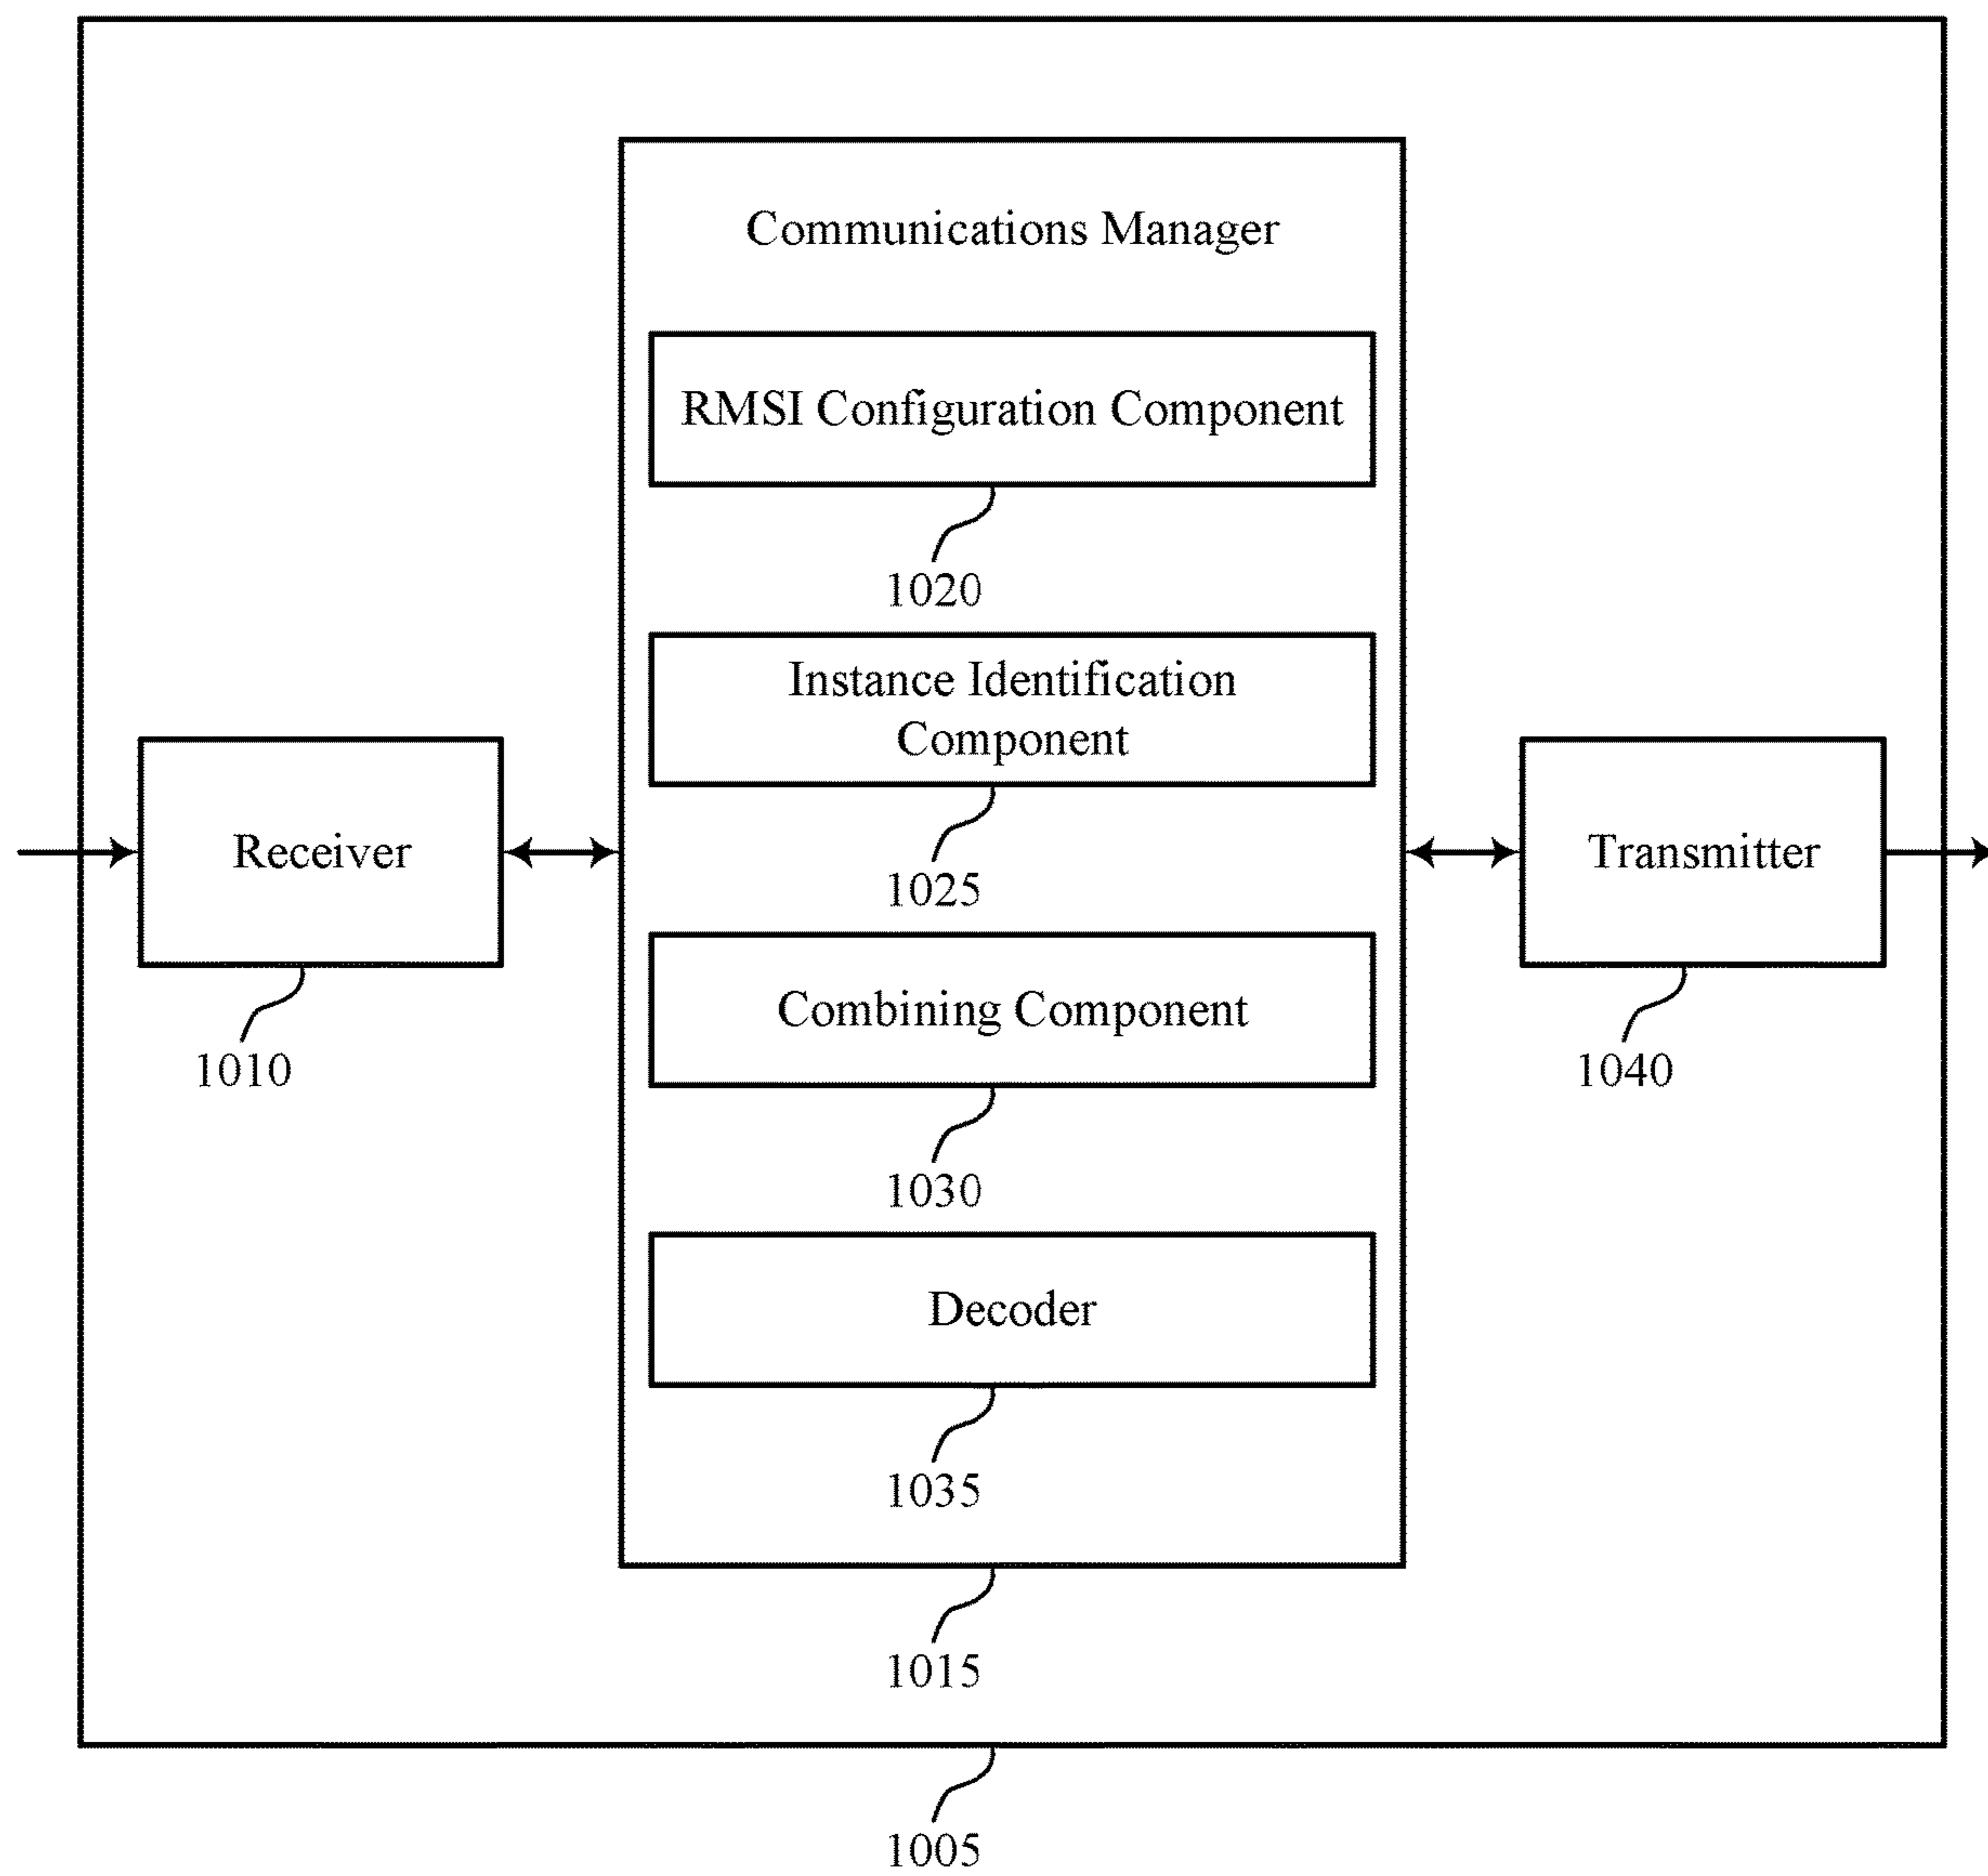 Communications Manager
RMSI Configuration Component
1020
Instance Identification
Component
1025
Receiver
1010
Transmitter
1040
Combining Component
1030
Decoder
1035
1015
1005